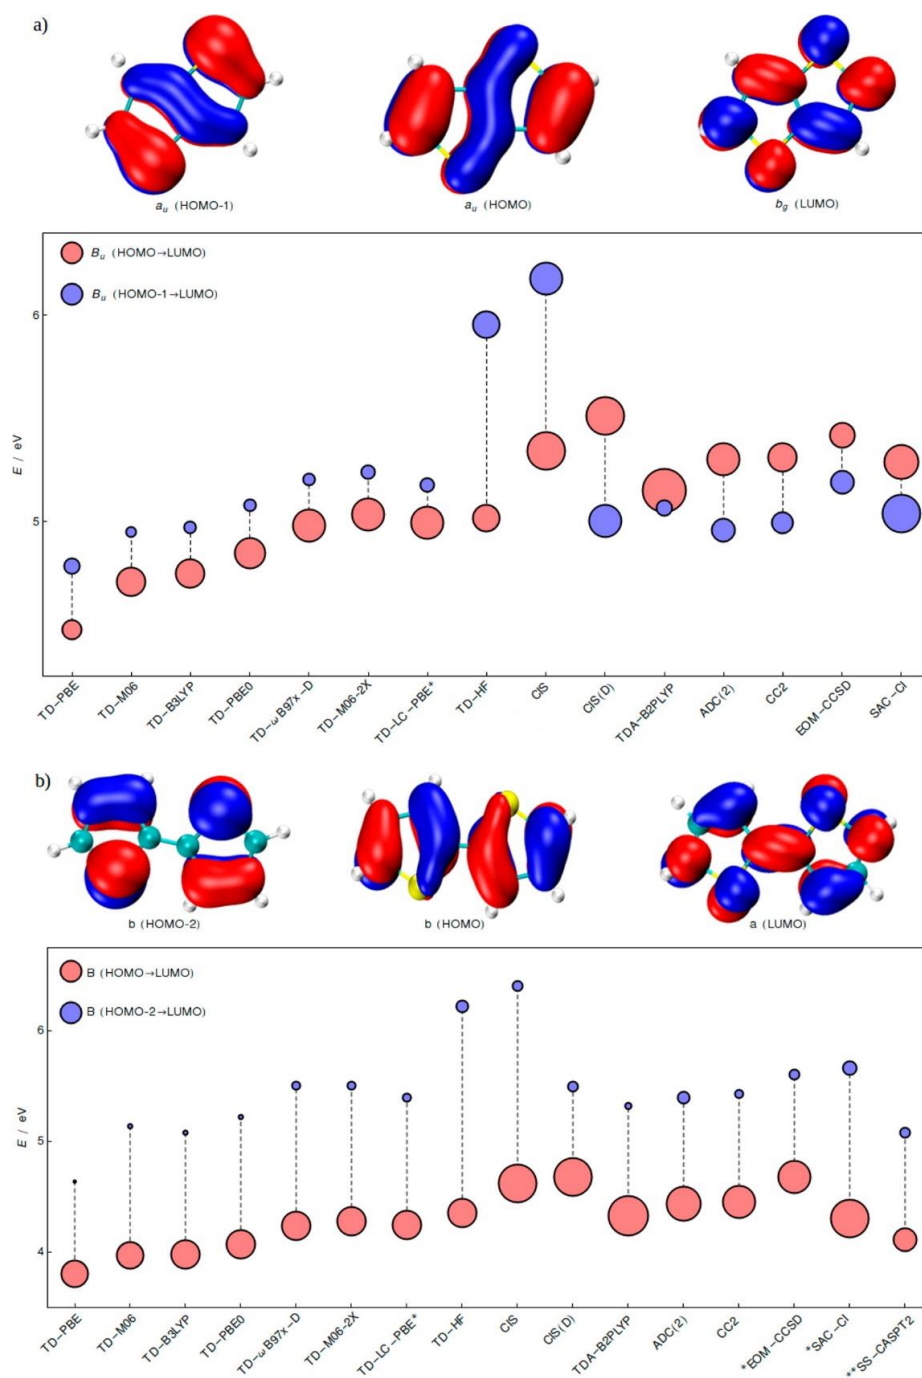 a)
a_u (HOMO-1)
a_u (HOMO)
b_g (LUMO)
B_u (HOMO→LUMO)
B_u (HOMO-1→LUMO)
6
5
E / eV
TD-PBE
TD-M06
TD-B3LYP
TD-PBE0
TD-ωB97x-D
TD-M06-2X
TD-LC-PBE*
TD-HF
CIS
CIS(D)
TDA-B2PLYP
ADC(2)
CC2
EOM-CCSD
SAC-CI
b)
b (HOMO-2)
b (HOMO)
a (LUMO)
B (HOMO→LUMO)
B (HOMO-2→LUMO)
6
5
4
E / eV
TD-PBE
TD-M06
TD-B3LYP
TD-PBE0
TD-ωB97x-D
TD-M06-2X
TD-LC-PBE*
TD-HF
CIS
CIS(D)
TDA-B2PLYP
ADC(2)
CC2
*EOM-CCSD
*SAC-CI
**SS-CASPT2